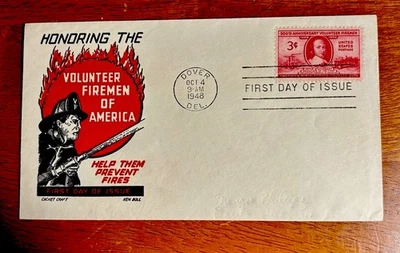 HONORING THE
VOLUNTEER
FIREMEN
OF
AMERICA
HELP THEM
PREVENT
FIRES
FIRST DAY OF ISSUE
CACHET CRAFT KEN BOLL
DOVER
OCT 4
9-AM
1948
DEL.
300TH ANNIVERSARY VOLUNTEER FIREMEN
3¢
UNITED
STATES
POSTAGE
FIRST DAY OF ISSUE